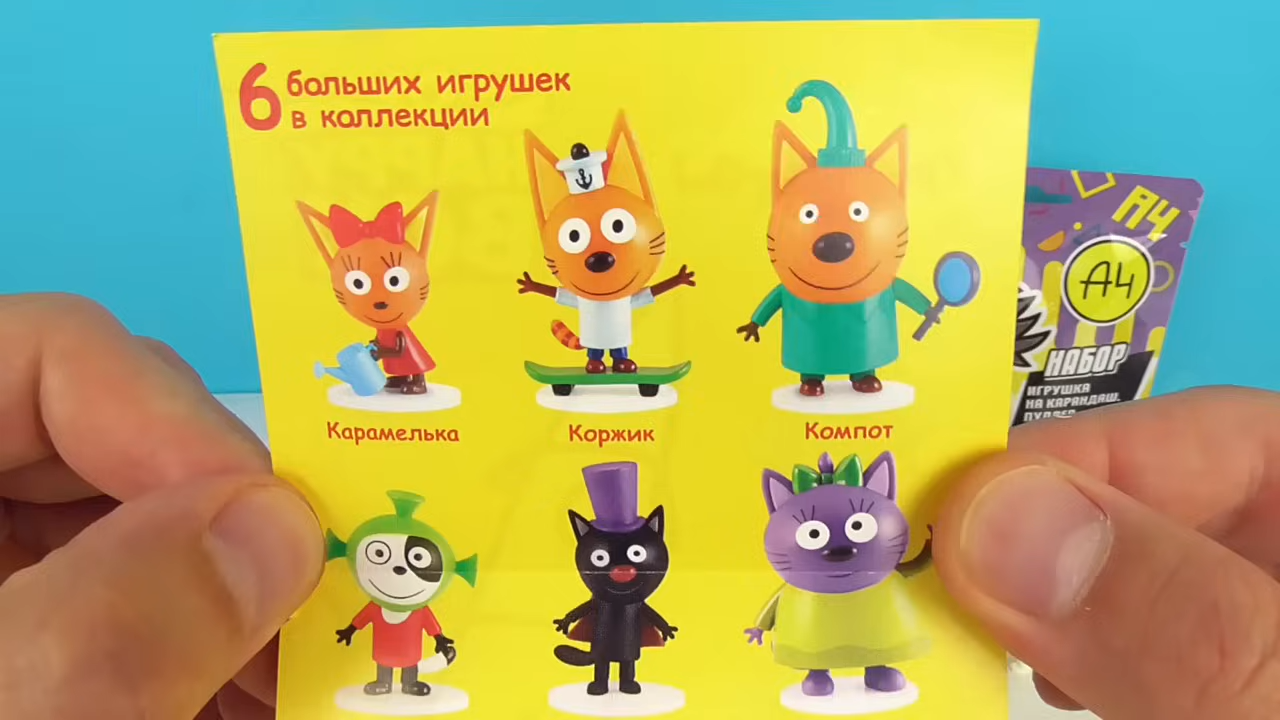 6 больших игрушек
в коллекции
Карамелька
Коржик
Компот
А4
А4
НАБОР
ИГРУШКА
НА КАРАНДАШ,